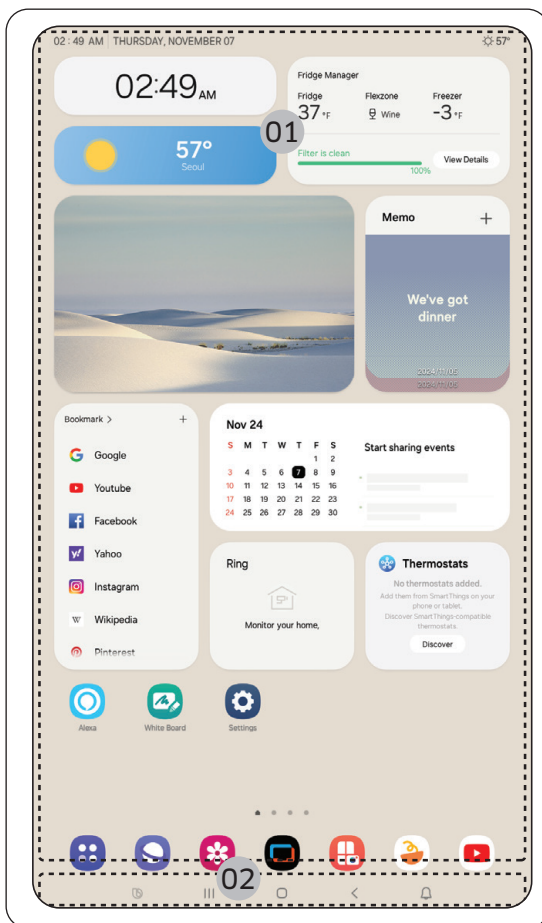 02 : 49 AM | THURSDAY, NOVEMBER 07 57°
02:49 AM
57°
Seoul
Fridge Manager
Fridge Flexzone Freezer
37 °F Wine -3 °F
Filter is clean
100%
View Details
01
Memo +
We've got
dinner
2024/11/05
2024/11/05
Bookmark > +
Google
Youtube
Facebook
Yahoo
Instagram
W Wikipedia
Pinterest
Nov 24
S M T W T F S
1 2
3 4 5 6 7 8 9
10 11 12 13 14 15 16
17 18 19 20 21 22 23
24 25 26 27 28 29 30
Start sharing events
Ring
Monitor your home,
Thermostats
No thermostats added.
Add them from SmartThings on your
phone or tablet.
Discover SmartThings-compatible
thermostats.
Discover
Alexa White Board Settings
02